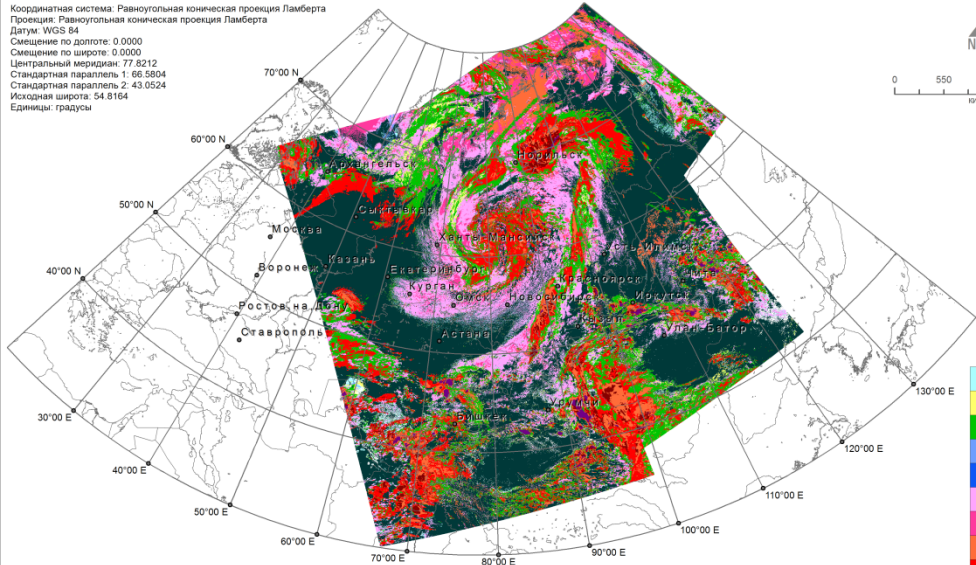 Координатная система: Равноугольная коническая проекция Ламберта
Проекция: Равноугольная коническая проекция Ламберта
Датум: WGS 84
Смещение по долготе: 0.0000
Смещение по широте: 0.0000
Центральный меридиан: 77.8212
Стандартная параллель 1: 66.5804
Стандартная параллель 2: 43.0524
Исходная широта: 54.8164
Единицы: градусы
N
0 550
70°00 N
60°00 N
50°00 N
40°00 N
30°00 E
40°00 E
50°00 E
60°00 E
70°00 E
80°00 E
90°00 E
100°00 E
110°00 E
120°00 E
130°00 E
Норильск
Архангельск
Сыктывкар
Москва
Ханты-Мансийск
Усть-Илимск
Казань
Воронеж
Екатеринбург
Чита
Красноярск
Курган
Омск
Новосибирск
Иркутск
Ростов на Дону
Кызыл
Ставрополь
Астана
Улан-Батор
Урумчи
Бишкек